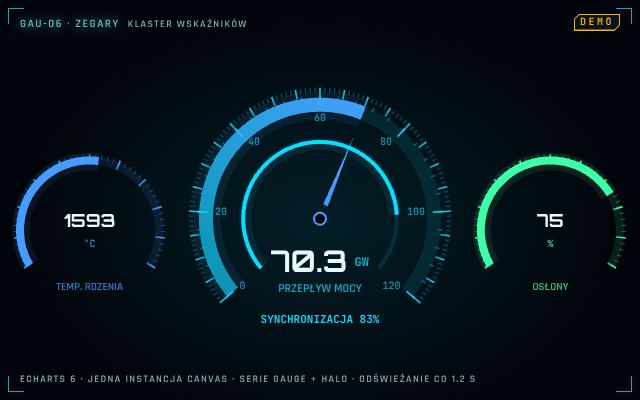 GAU-06 · ZEGARY KLASTER WSKAŹNIKÓW
DEMO
60
40
80
20
100
0
120
1593
°C
TEMP. RDZENIA
70.3 GW
PRZEPŁYW MOCY
SYNCHRONIZACJA 83%
75
%
OSŁONY
ECHARTS 6 · JEDNA INSTANCJA CANVAS · SERIE GAUGE + HALO · ODŚWIEŻANIE CO 1.2 S